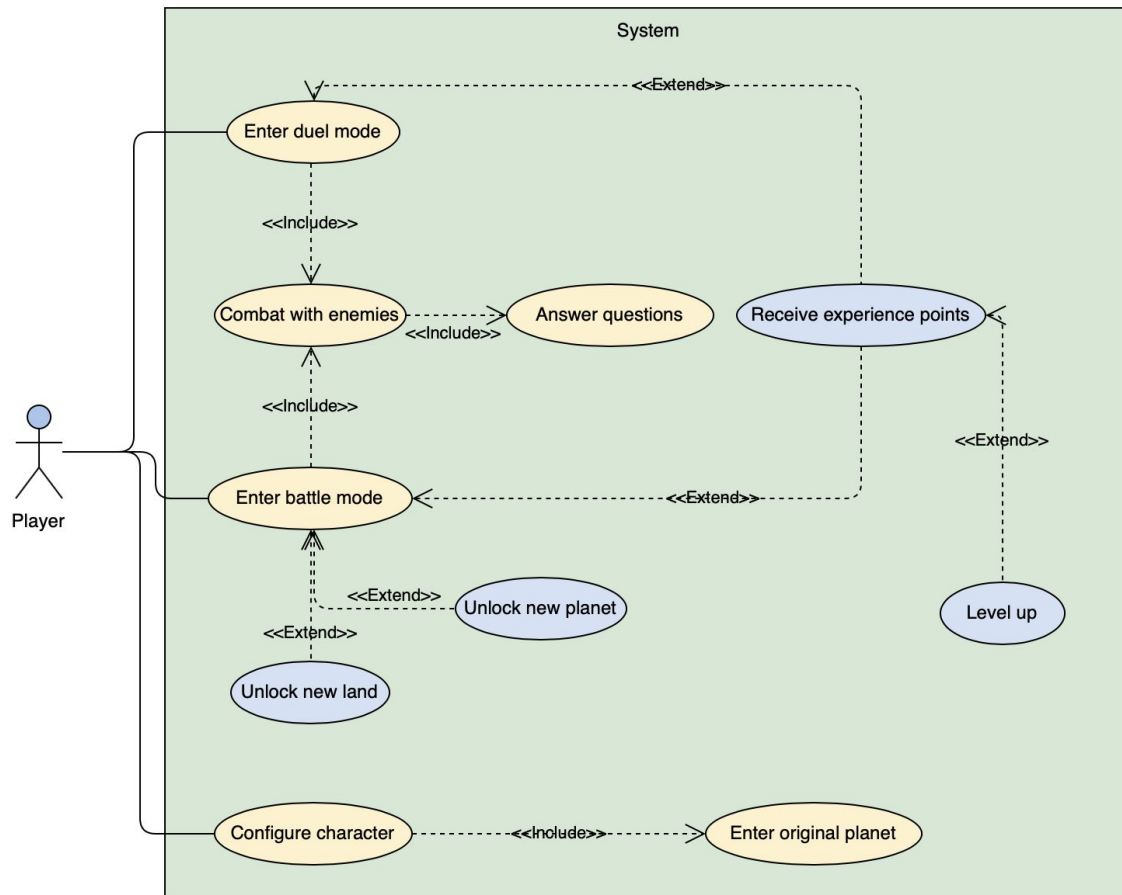 System
<<Extend>>
Enter duel mode
<<Include>>
Combat with enemies
<<Include>>
Answer questions
Receive experience points
<<Include>>
<<Extend>>
Player
Enter battle mode
<<Extend>>
<<Extend>>
Unlock new planet
<<Extend>>
Level up
Unlock new land
Configure character
<<Include>>
Enter original planet